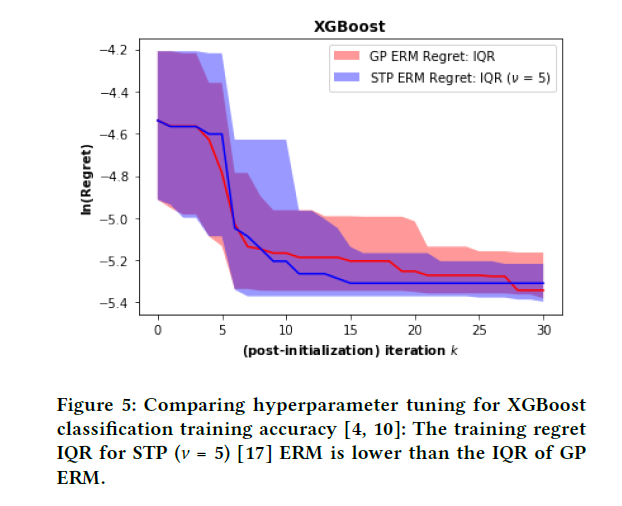 XGBoost
GP ERM Regret: IQR
STP ERM Regret: IQR (ν = 5)
−4.2
−4.4
−4.6
−4.8
−5.0
−5.2
−5.4
ln(Regret)
0 5 10 15 20 25 30
(post-initialization) iteration k
Figure 5: Comparing hyperparameter tuning for XGBoost
classification training accuracy [4, 10]: The training regret
IQR for STP (ν = 5) [17] ERM is lower than the IQR of GP
ERM.